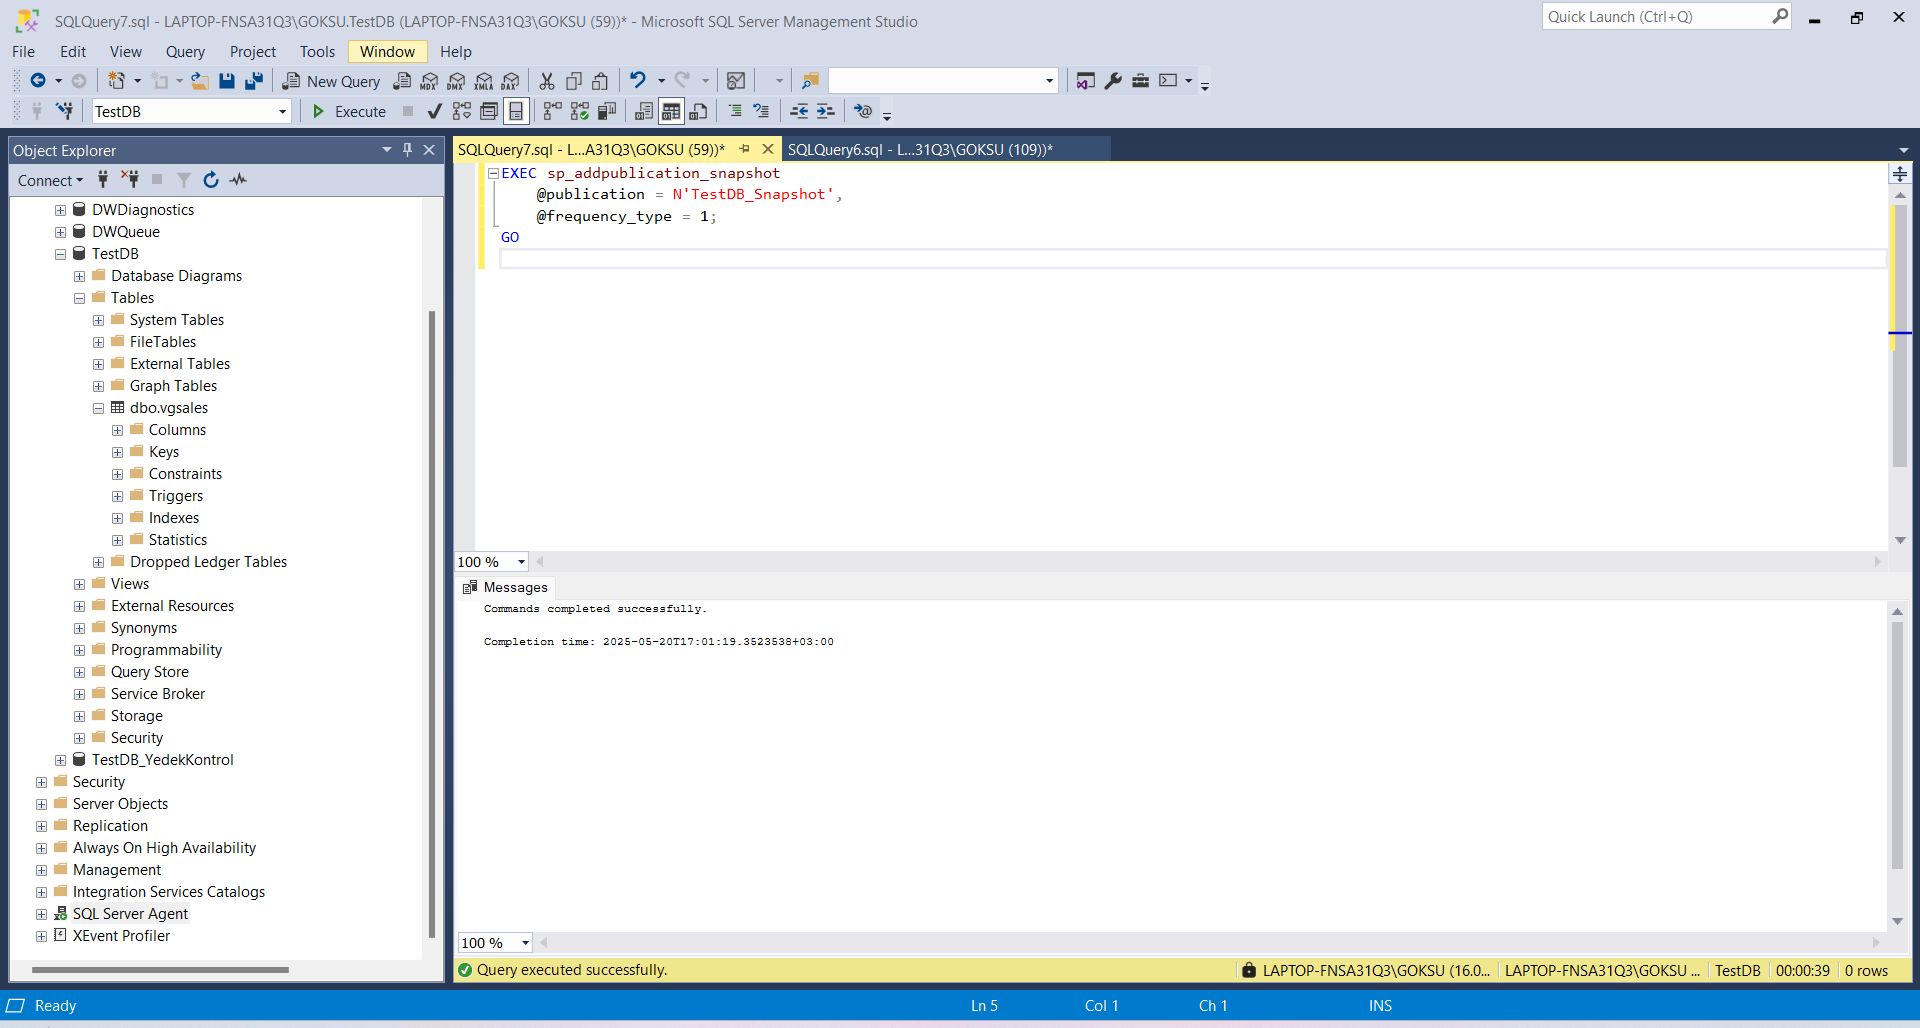 SQLQuery7.sql - LAPTOP-FNSA31Q3\GOKSU.TestDB (LAPTOP-FNSA31Q3\GOKSU (59))* - Microsoft SQL Server Management Studio
Quick Launch (Ctrl+Q)
File Edit View Query Project Tools Window Help
New Query MDX DMX XMLA DAX
TestDB Execute
Object Explorer
Connect
DWDiagnostics
DWQueue
TestDB
Database Diagrams
Tables
System Tables
FileTables
External Tables
Graph Tables
dbo.vgsales
Columns
Keys
Constraints
Triggers
Indexes
Statistics
Dropped Ledger Tables
Views
External Resources
Synonyms
Programmability
Query Store
Service Broker
Storage
Security
TestDB_YedekKontrol
Security
Server Objects
Replication
Always On High Availability
Management
Integration Services Catalogs
SQL Server Agent
XEvent Profiler
SQLQuery7.sql - L...A31Q3\GOKSU (59))* SQLQuery6.sql - L...31Q3\GOKSU (109))*
EXEC sp_addpublication_snapshot
@publication = N'TestDB_Snapshot',
@frequency_type = 1;
GO
100 %
Messages
Commands completed successfully.
Completion time: 2025-05-20T17:01:19.3523538+03:00
100 %
Query executed successfully. LAPTOP-FNSA31Q3\GOKSU (16.0... LAPTOP-FNSA31Q3\GOKSU ... TestDB 00:00:39 0 rows
Ready Ln 5 Col 1 Ch 1 INS